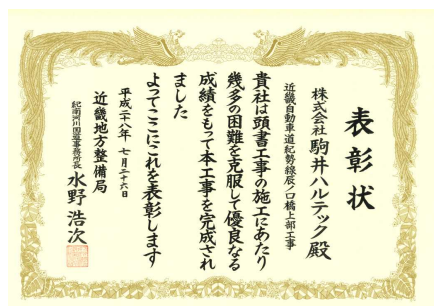 表彰状
株式会社駒井ハルテック殿
近畿自動車道紀勢線辰ノ口橋上部工事
貴社は頭書工事の施工にあたり
幾多の困難を克服して優良なる
成績をもって本工事を完成され
ました
よってここにこれを表彰します
平成二十八年 七月二十六日
近畿地方整備局
紀南河川国道事務所長 水野浩次